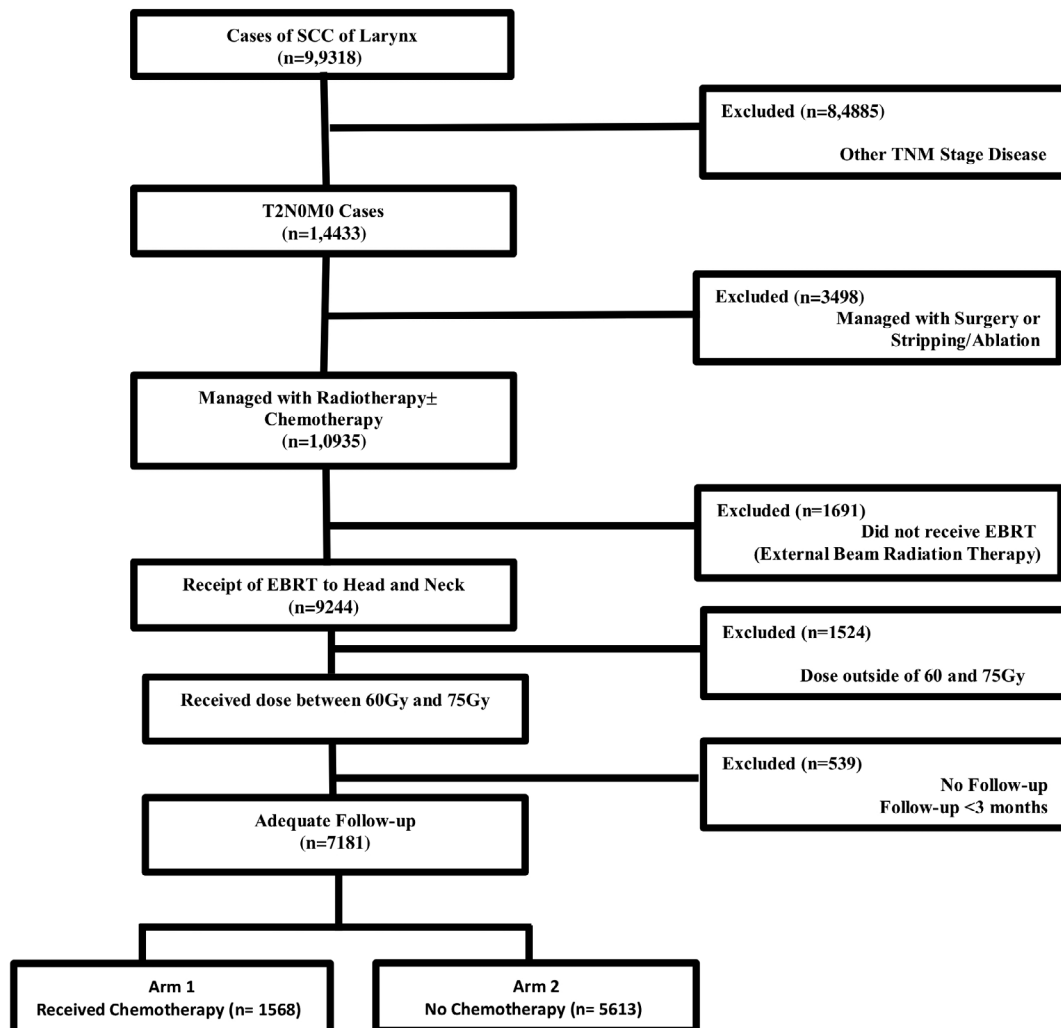 Cases of SCC of Larynx
(n=9,9318)
Excluded (n=8,4885)
Other TNM Stage Disease
T2N0M0 Cases
(n=1,4433)
Excluded (n=3498)
Managed with Surgery or
Stripping/Ablation
Managed with Radiotherapy±
Chemotherapy
(n=1,0935)
Excluded (n=1691)
Did not receive EBRT
(External Beam Radiation Therapy)
Receipt of EBRT to Head and Neck
(n=9244)
Excluded (n=1524)
Dose outside of 60 and 75Gy
Received dose between 60Gy and 75Gy
Excluded (n=539)
No Follow-up
Follow-up <3 months
Adequate Follow-up
(n=7181)
Arm 1
Received Chemotherapy (n= 1568)
Arm 2
No Chemotherapy (n= 5613)